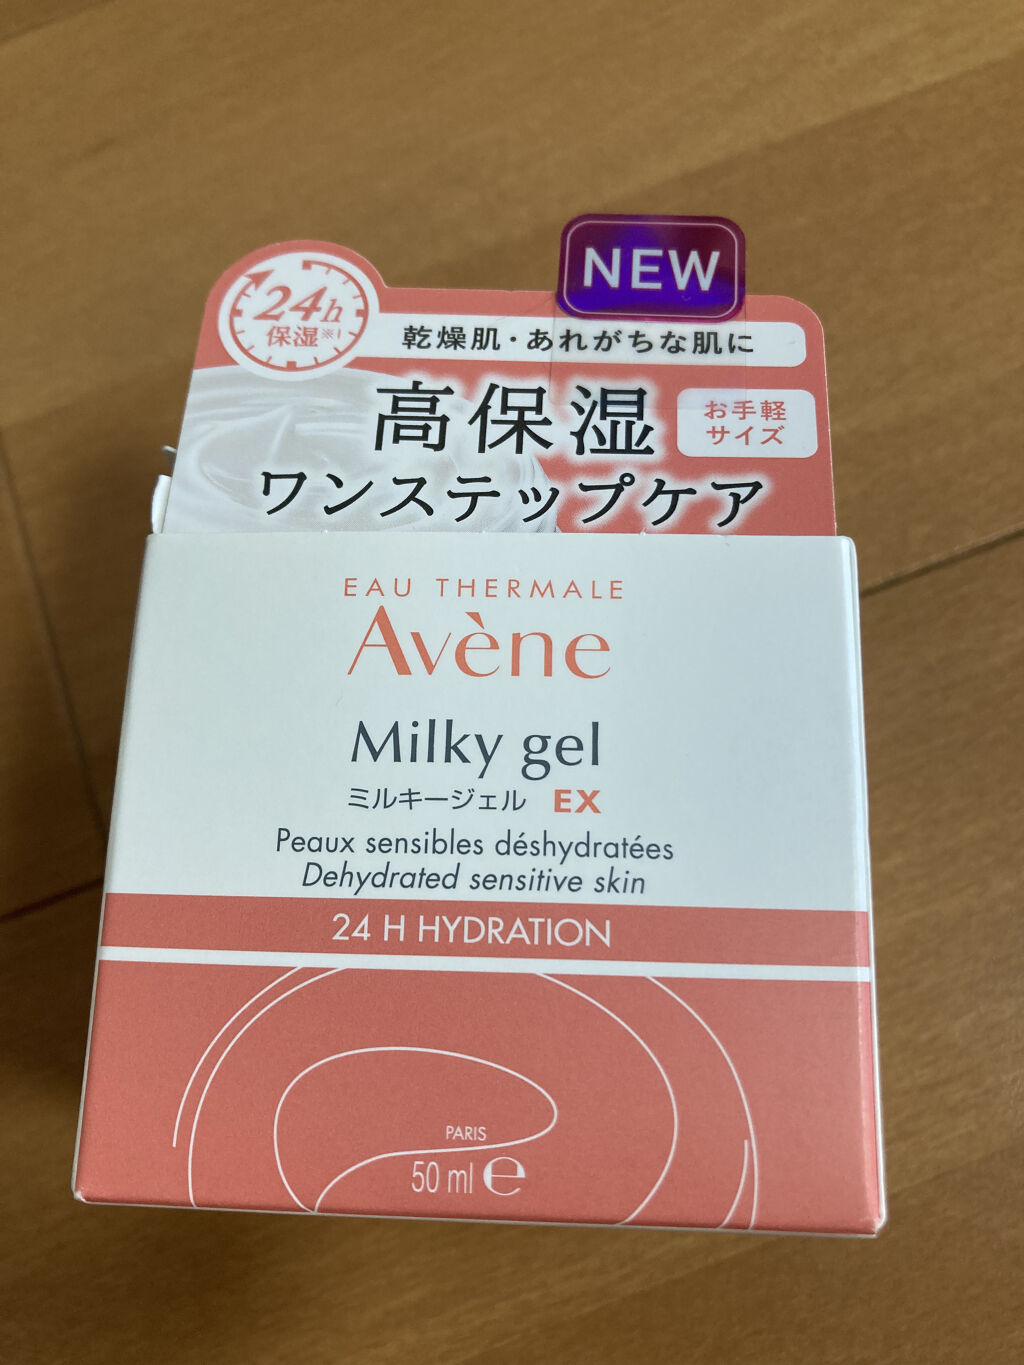 NEW
24h
保湿※1
乾燥肌・あれがちな肌に
高保湿
お手軽
サイズ
ワンステップケア
EAU THERMALE
Avène
Milky gel
ミルキージェル EX
Peaux sensibles déshydratées
Dehydrated sensitive skin
24 H HYDRATION
PARIS
50 ml ℮